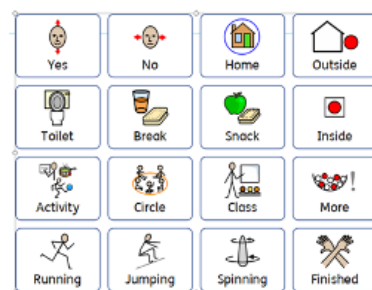 Yes No Home Outside
Toilet Break Snack Inside
Activity Circle Class More
Running Jumping Spinning Finished